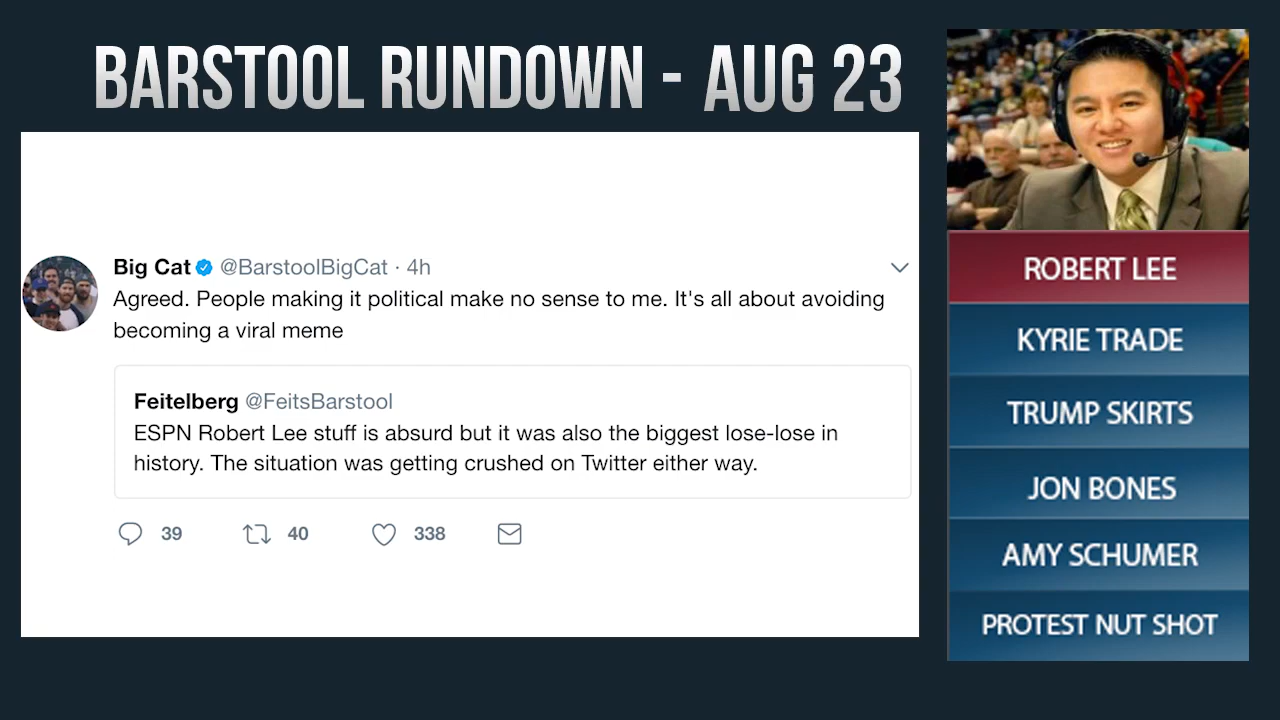 BARSTOOL RUNDOWN - AUG 23
Big Cat @BarstoolBigCat · 4h
Agreed. People making it political make no sense to me. It's all about avoiding
becoming a viral meme
Feitelberg @FeitsBarstool
ESPN Robert Lee stuff is absurd but it was also the biggest lose-lose in
history. The situation was getting crushed on Twitter either way.
39 40 338
ROBERT LEE
KYRIE TRADE
TRUMP SKIRTS
JON BONES
AMY SCHUMER
PROTEST NUT SHOT